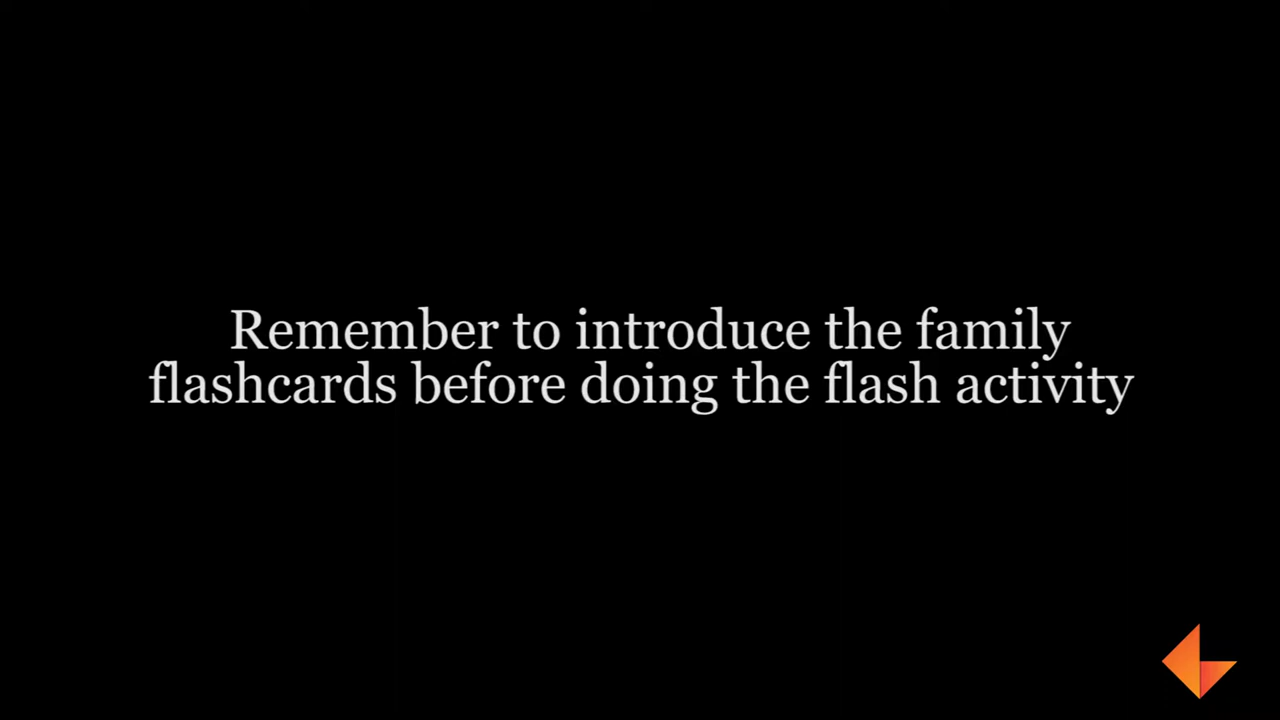 Remember to introduce the family
flashcards before doing the flash activity